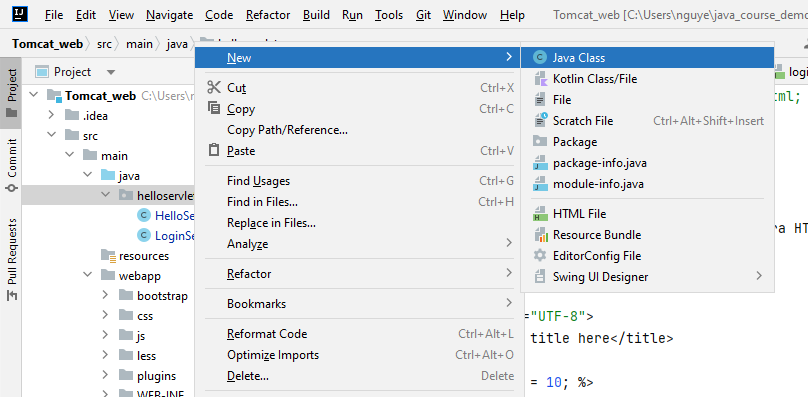 IJ File Edit View Navigate Code Refactor Build Run Tools Git Window Help Tomcat_web [C:\Users\nguye\java_course_demo
Tomcat_web src main java
Project
Commit
Pull Requests
Project
Tomcat_web C:\Users\n
.idea
src
main
java
helloservlet
HelloSe
LoginSe
resources
webapp
bootstrap
css
js
less
plugins
WEB-INF
New
Cut Ctrl+X
Copy Ctrl+C
Copy Path/Reference...
Paste Ctrl+V
Find Usages Ctrl+G
Find in Files... Ctrl+H
Replace in Files...
Analyze
Refactor
Bookmarks
Reformat Code Ctrl+Alt+L
Optimize Imports Ctrl+Alt+O
Delete... Delete
Java Class
Kotlin Class/File
File
Scratch File Ctrl+Alt+Shift+Insert
Package
package-info.java
module-info.java
HTML File
Resource Bundle
EditorConfig File
Swing UI Designer
logi
tml;
ra HT
="UTF-8">
title here</title>
= 10; %>